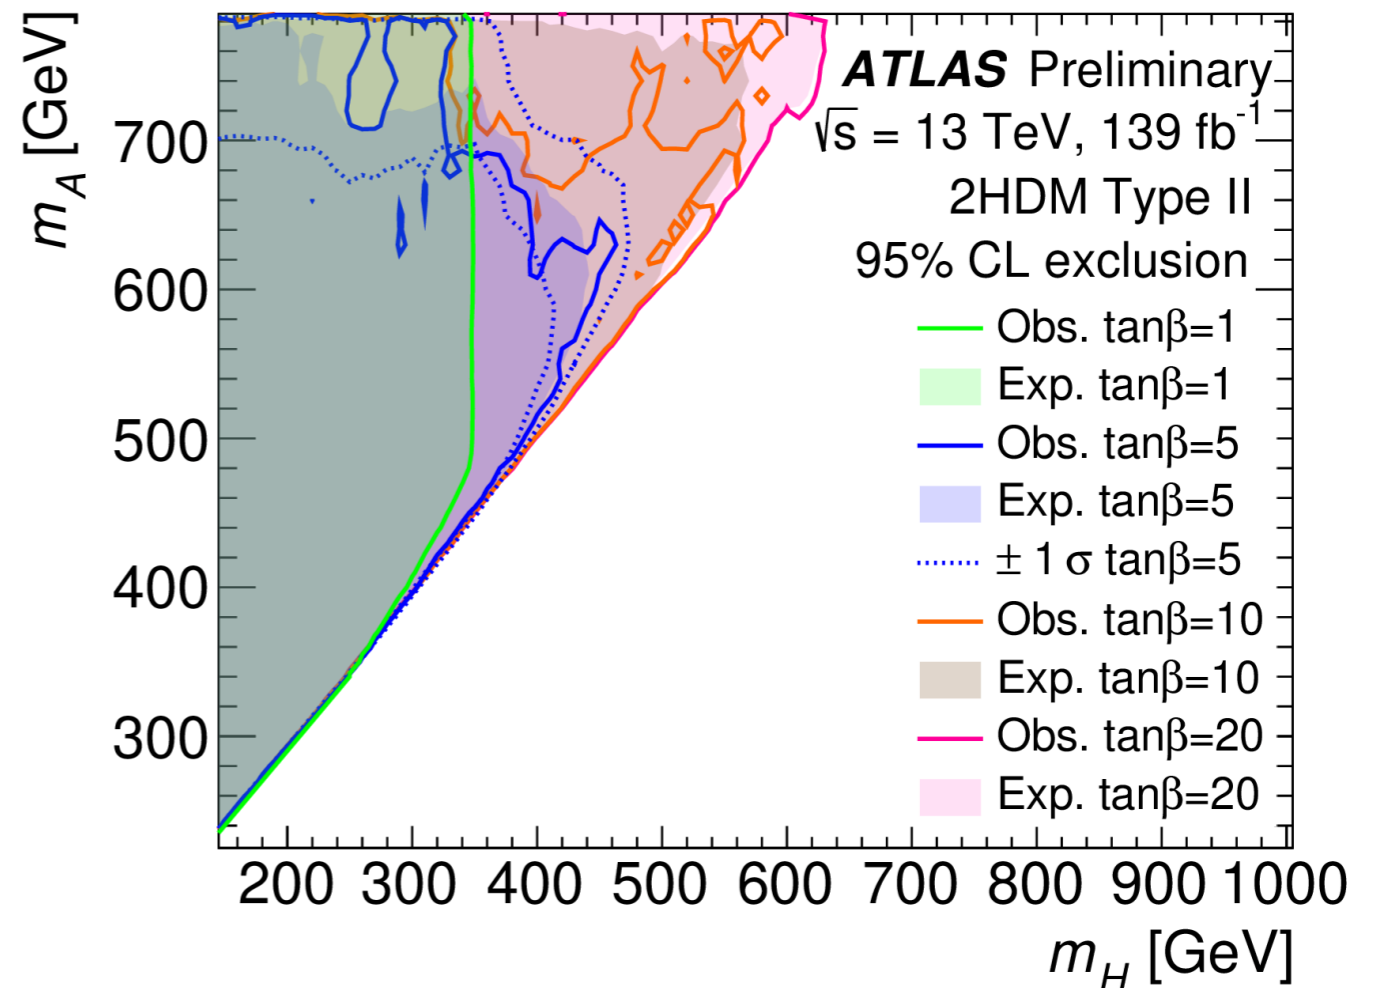 m_A [GeV]
700
600
500
400
300
200 300 400 500 600 700 800 900 1000
m_H [GeV]
ATLAS Preliminary
√s = 13 TeV, 139 fb⁻¹
2HDM Type II
95% CL exclusion
Obs. tanβ=1
Exp. tanβ=1
Obs. tanβ=5
Exp. tanβ=5
± 1 σ tanβ=5
Obs. tanβ=10
Exp. tanβ=10
Obs. tanβ=20
Exp. tanβ=20